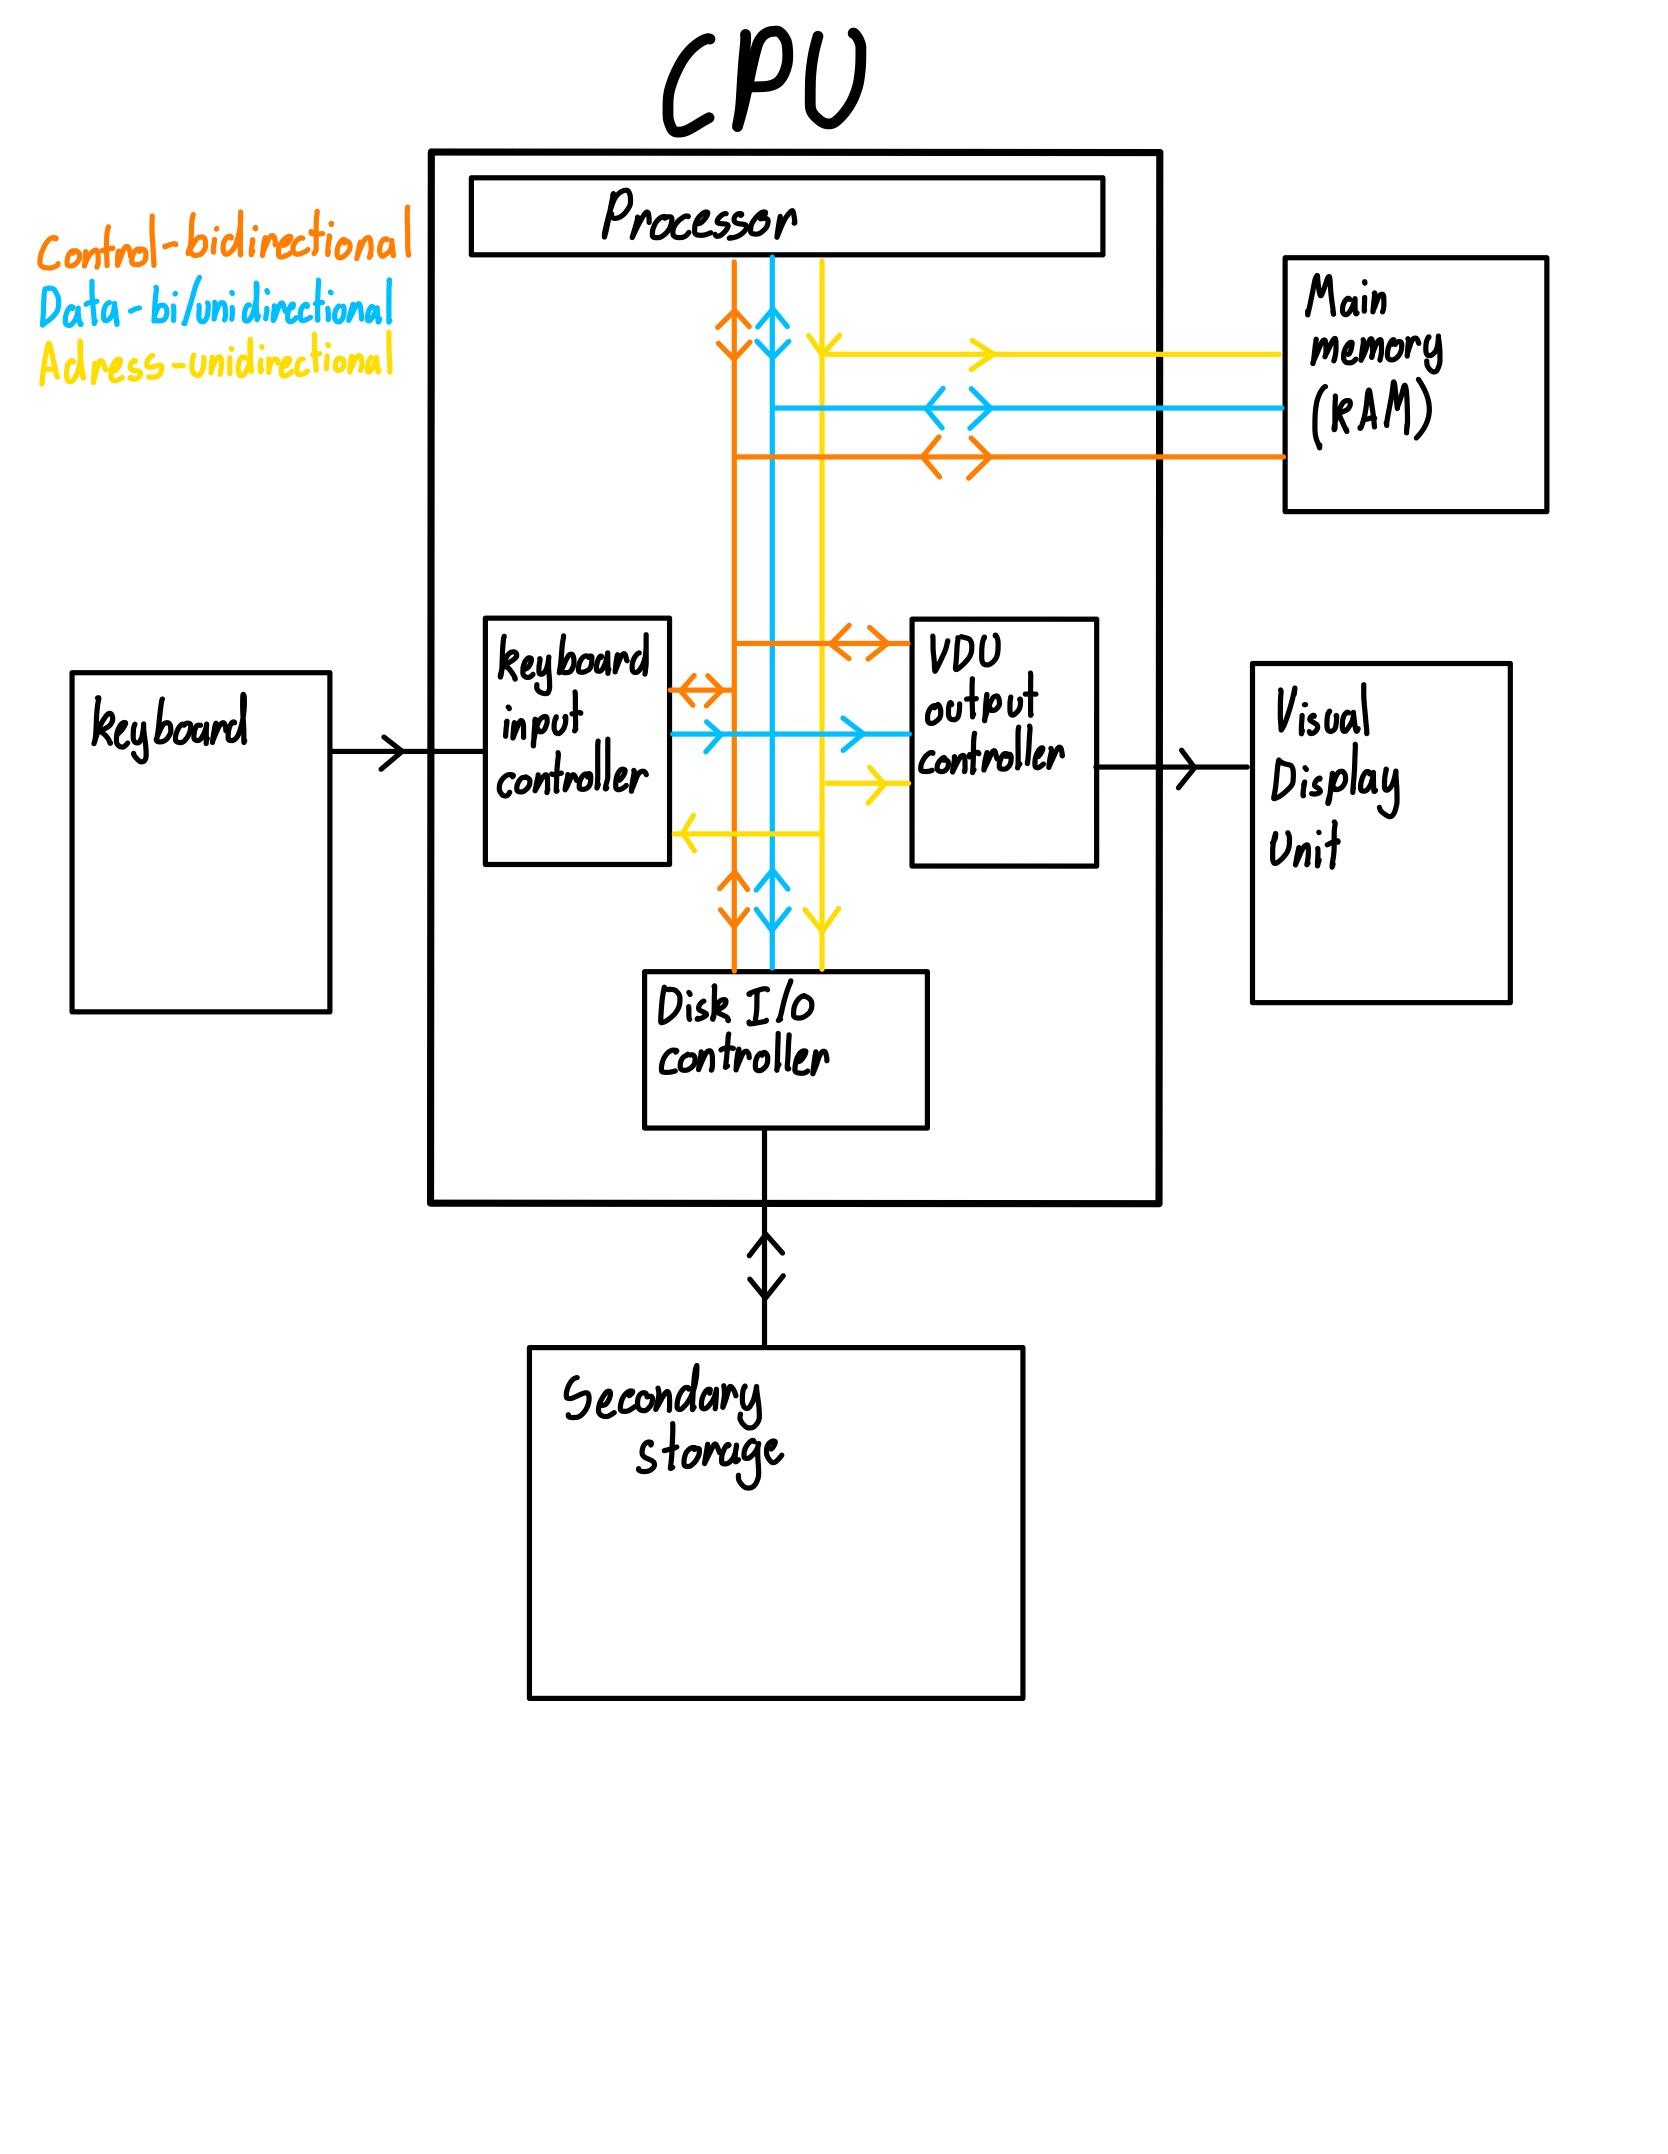 CPU
Processor
Control-bidirectional
Data-bi/unidirectional
Adress-unidirectional
Main
memory
(RAM)
keyboard
input
controller
VDU
output
controller
keyboard
Visual
Display
Unit
Disk I/O
controller
Secondary
storage